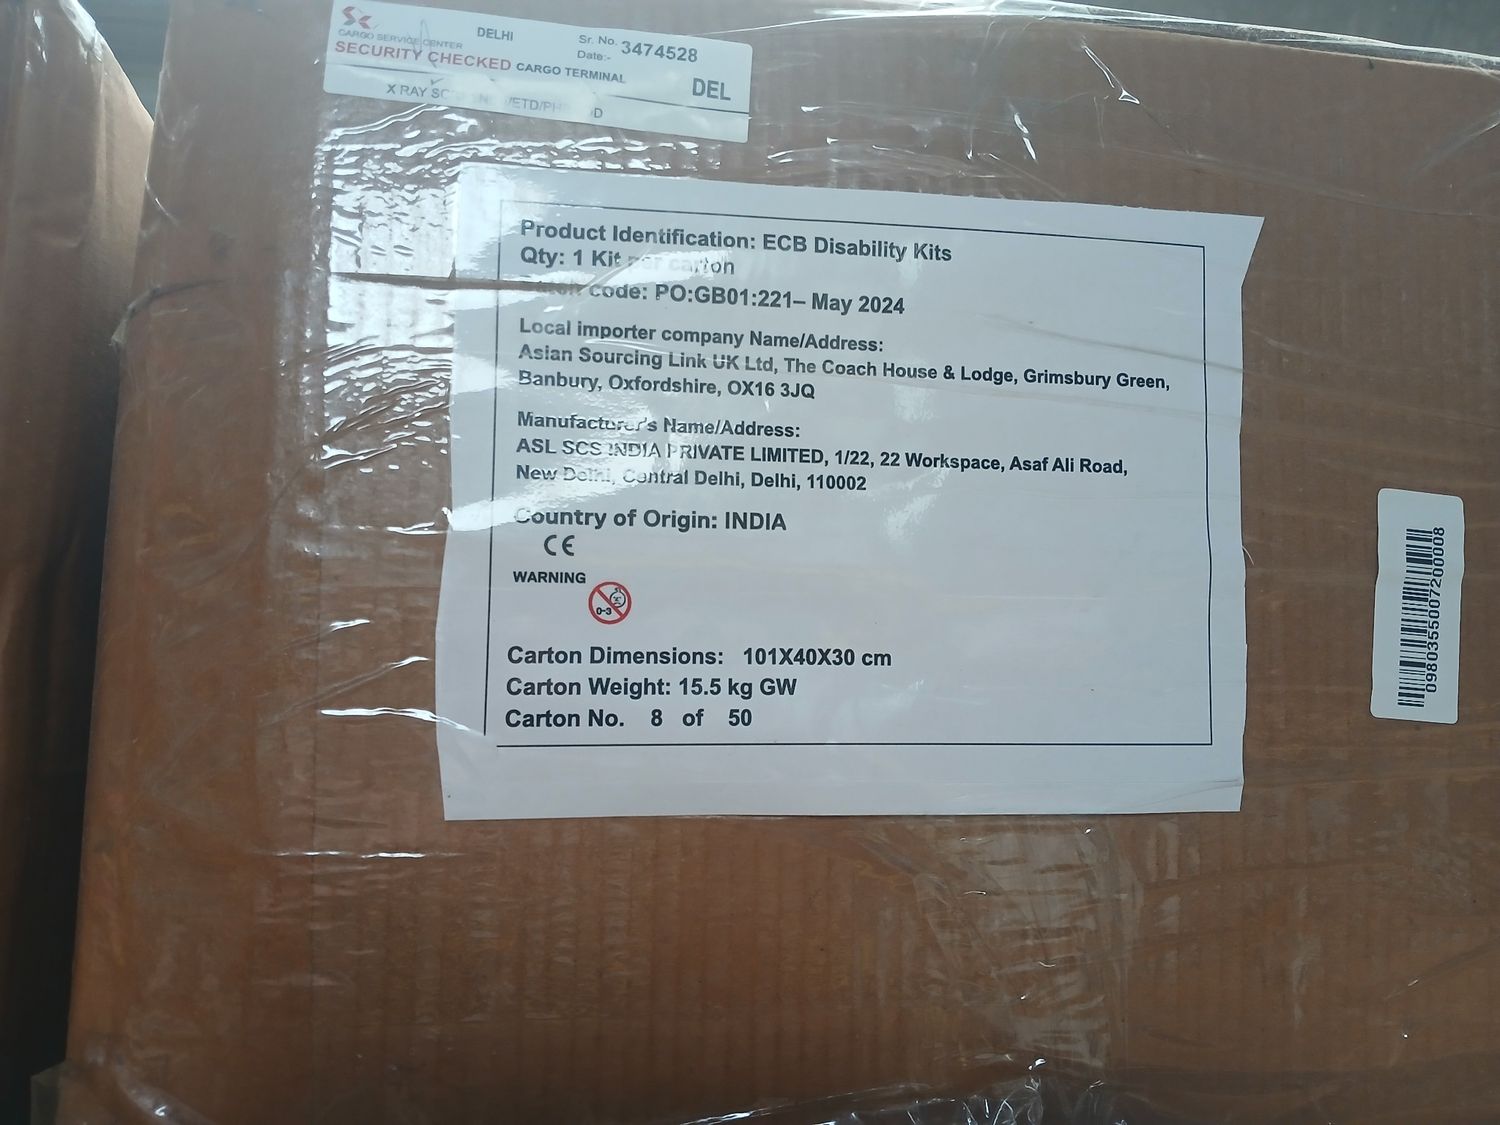 SC
CARGO SERVICE CENTER
DELHI
Sr. No. 3474528
Date:-
SECURITY CHECKED CARGO TERMINAL
DEL
X RAY
Product Identification: ECB Disability Kits
Qty: 1 Kit per carton
code: PO:GB01:221– May 2024
Local importer company Name/Address:
Asian Sourcing Link UK Ltd, The Coach House & Lodge, Grimsbury Green,
Banbury, Oxfordshire, OX16 3JQ
Manufacturer's Name/Address:
ASL SCS INDIA PRIVATE LIMITED, 1/22, 22 Workspace, Asaf Ali Road,
New Delhi, Central Delhi, Delhi, 110002
Country of Origin: INDIA
CE
WARNING
0-3
Carton Dimensions: 101X40X30 cm
Carton Weight: 15.5 kg GW
Carton No. 8 of 50
0980355007200008